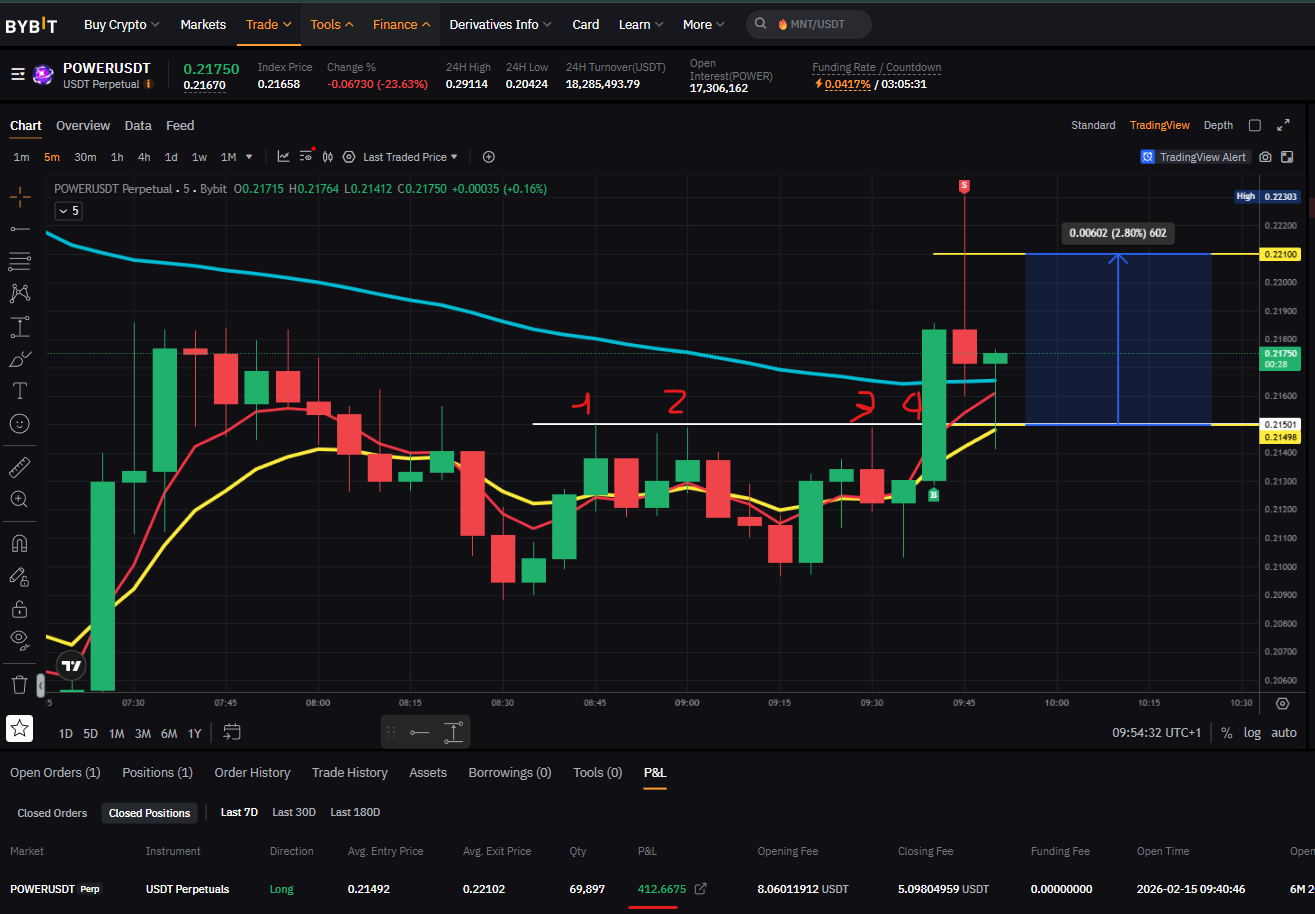 BYBIT Buy Crypto Markets Trade Tools Finance Derivatives Info Card Learn More MNT/USDT
POWERUSDT
USDT Perpetual
0.21750
0.21670
Index Price
0.21658
Change %
-0.06730 (-23.63%)
24H High
0.29114
24H Low
0.20424
24H Turnover(USDT)
18,285,493.79
Open
Interest(POWER)
17,306,162
Funding Rate / Countdown
0.0417% / 03:05:31
Chart Overview Data Feed
Standard TradingView Depth
1m 5m 30m 1h 4h 1d 1w 1M Last Traded Price
TradingView Alert
POWERUSDT Perpetual · 5 · Bybit O0.21715 H0.21764 L0.21412 C0.21750 +0.00035 (+0.16%)
5
S
High 0.22303
0.22200
0.00602 (2.80%) 602
0.22100
0.22000
0.21900
0.21800
0.21750
00:28
0.21600
1 2 3 4
0.21501
0.21498
0.21400
0.21300
B
0.21200
0.21100
0.21000
0.20900
0.20800
0.20700
0.20600
5 07:30 07:45 08:00 08:15 08:30 08:45 09:00 09:15 09:30 09:45 10:00 10:15 10:30
1D 5D 1M 3M 6M 1Y
09:54:32 UTC+1 % log auto
Open Orders (1) Positions (1) Order History Trade History Assets Borrowings (0) Tools (0) P&L
Closed Orders Closed Positions Last 7D Last 30D Last 180D
Market Instrument Direction Avg. Entry Price Avg. Exit Price Qty P&L Opening Fee Closing Fee Funding Fee Open Time Open
POWERUSDT Perp USDT Perpetuals Long 0.21492 0.22102 69,897 412.6675 8.06011912 USDT 5.09804959 USDT 0.00000000 2026-02-15 09:40:46 6M 2